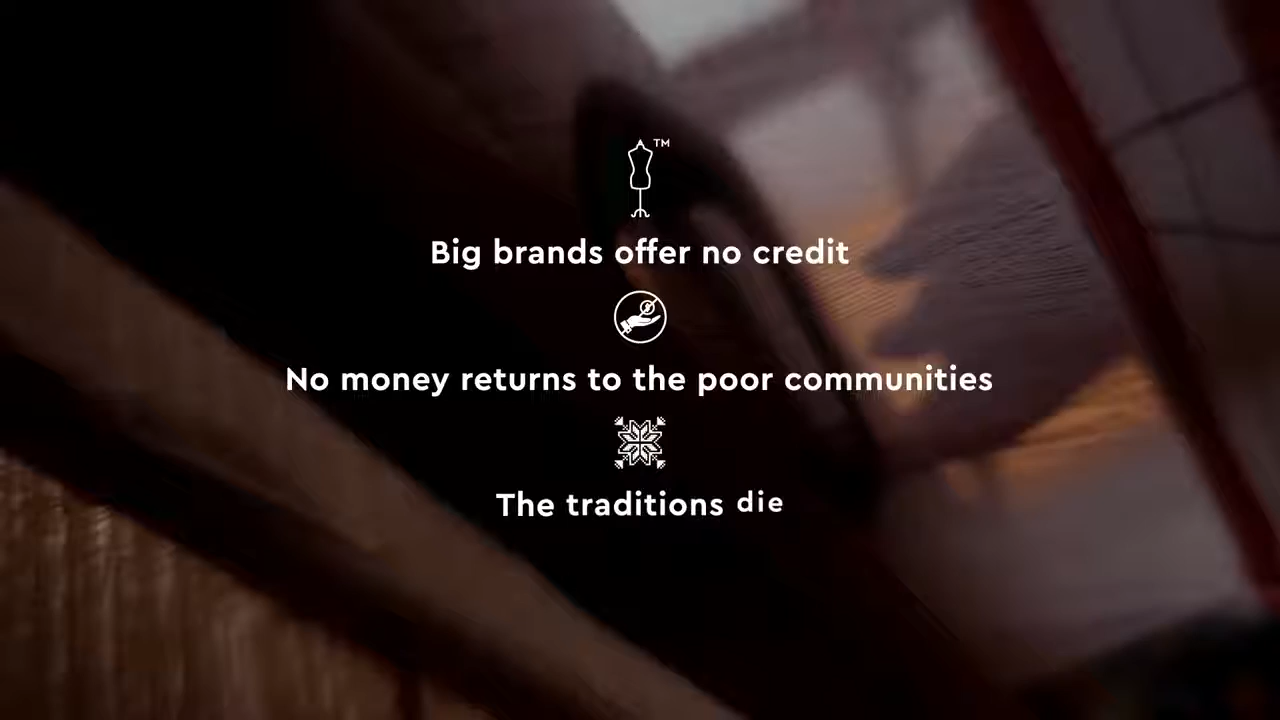 TM
Big brands offer no credit
No money returns to the poor communities
The traditions die